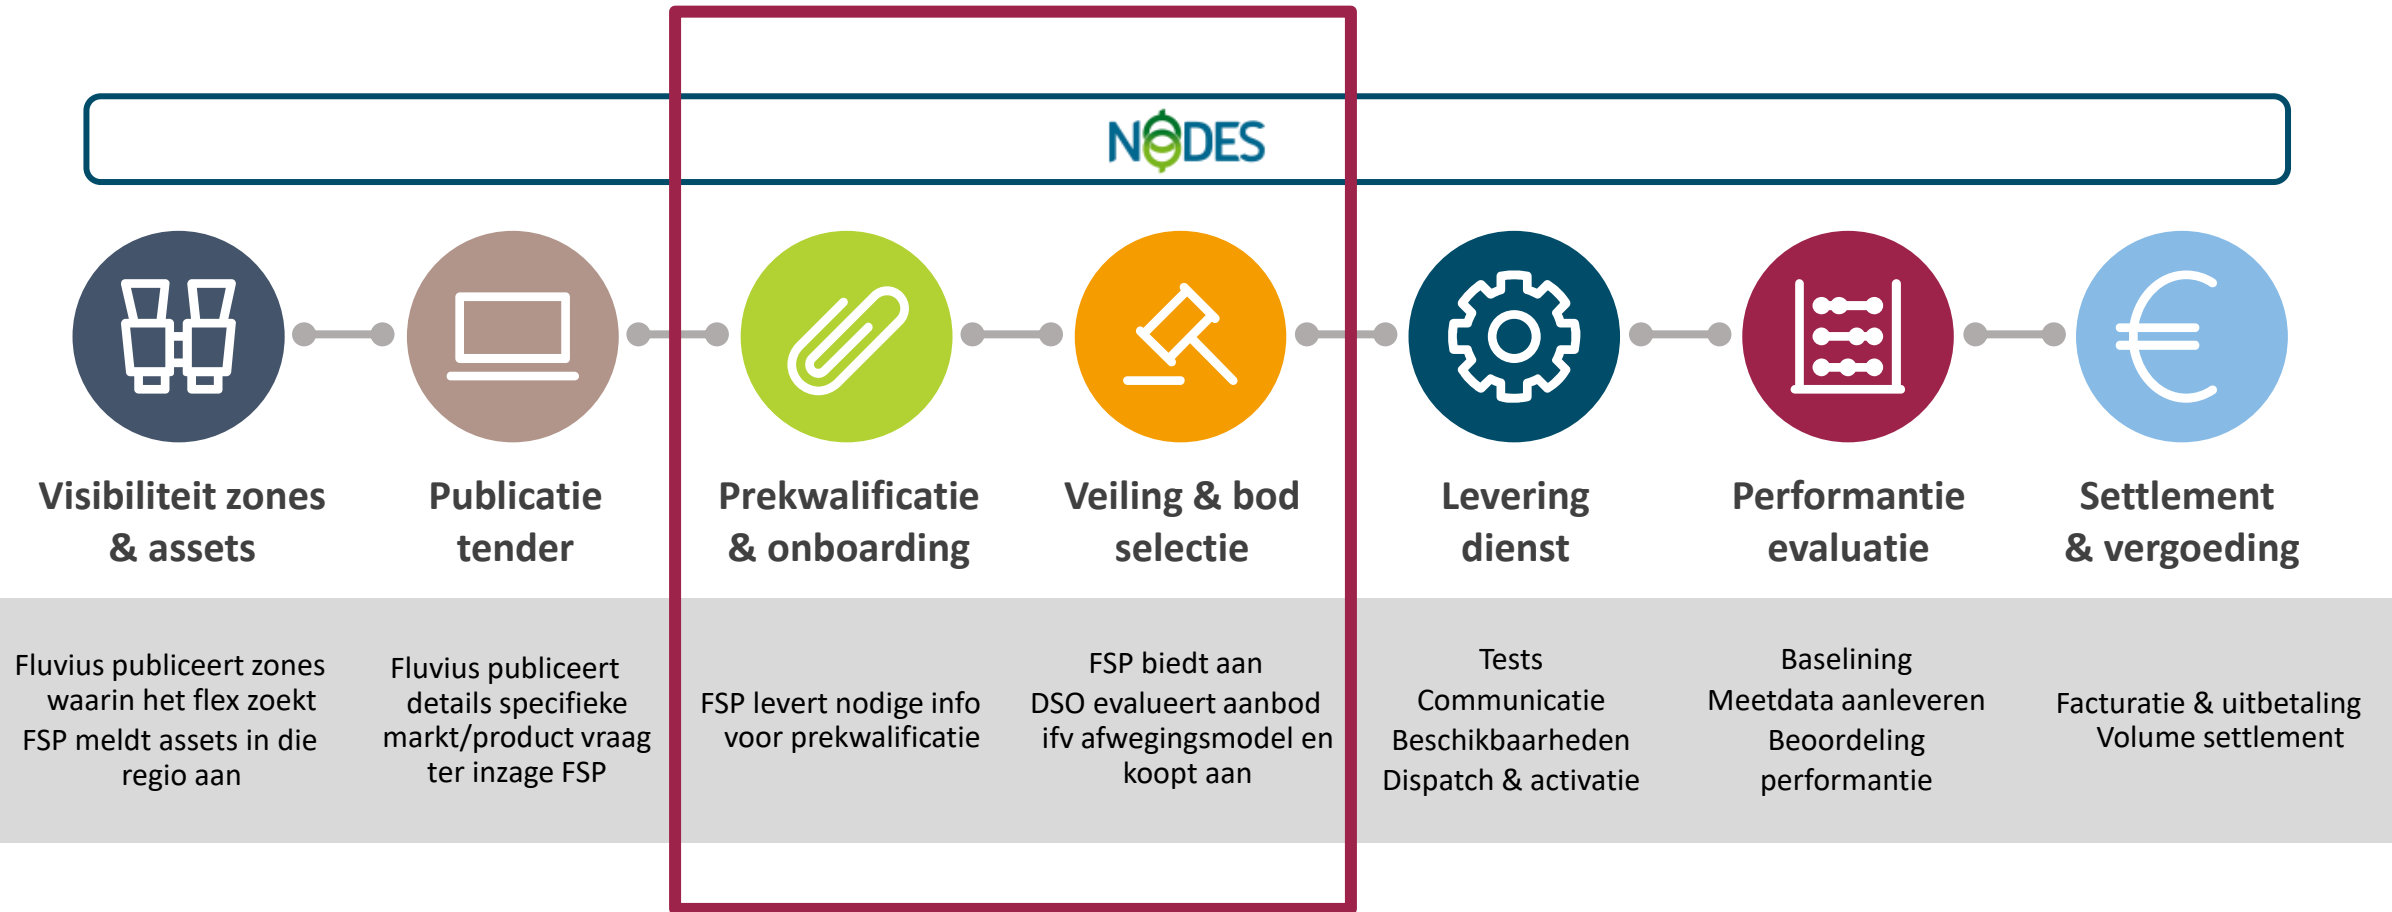 NODES
Visibiliteit zones
& assets
Publicatie
tender
Prekwalificatie
& onboarding
Veiling & bod
selectie
Levering
dienst
Performantie
evaluatie
Settlement
& vergoeding
Fluvius publiceert zones
waarin het flex zoekt
FSP meldt assets in die
regio aan
Fluvius publiceert
details specifieke
markt/product vraag
ter inzage FSP
FSP levert nodige info
voor prekwalificatie
FSP biedt aan
DSO evalueert aanbod
ifv afwegingsmodel en
koopt aan
Tests
Communicatie
Beschikbaarheden
Dispatch & activatie
Baselining
Meetdata aanleveren
Beoordeling
performantie
Facturatie & uitbetaling
Volume settlement